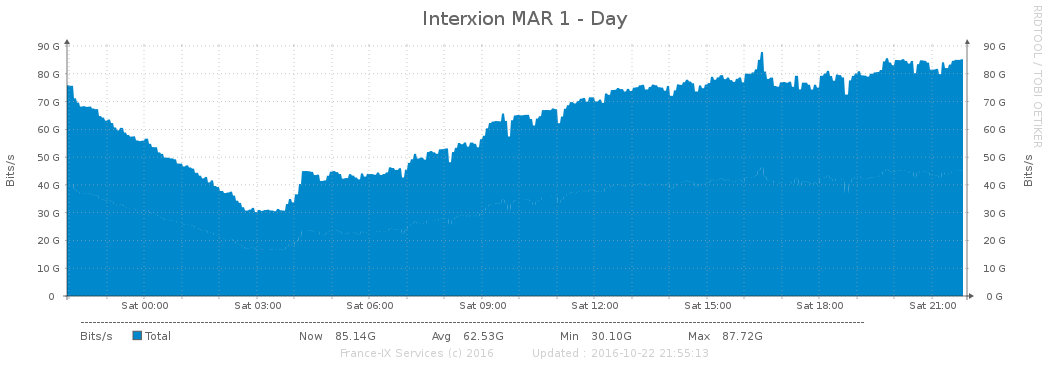 Interxion MAR 1 - Day
RRDTOOL / TOBI OETIKER
Bits/s
Bits/s
90 G 90 G
80 G 80 G
70 G 70 G
60 G 60 G
50 G 50 G
40 G 40 G
30 G 30 G
20 G 20 G
10 G 10 G
0 0 G
Sat 00:00 Sat 03:00 Sat 06:00 Sat 09:00 Sat 12:00 Sat 15:00 Sat 18:00 Sat 21:00
Bits/s Total Now 85.14G Avg 62.53G Min 30.10G Max 87.72G
France-IX Services (c) 2016 Updated : 2016-10-22 21:55:13